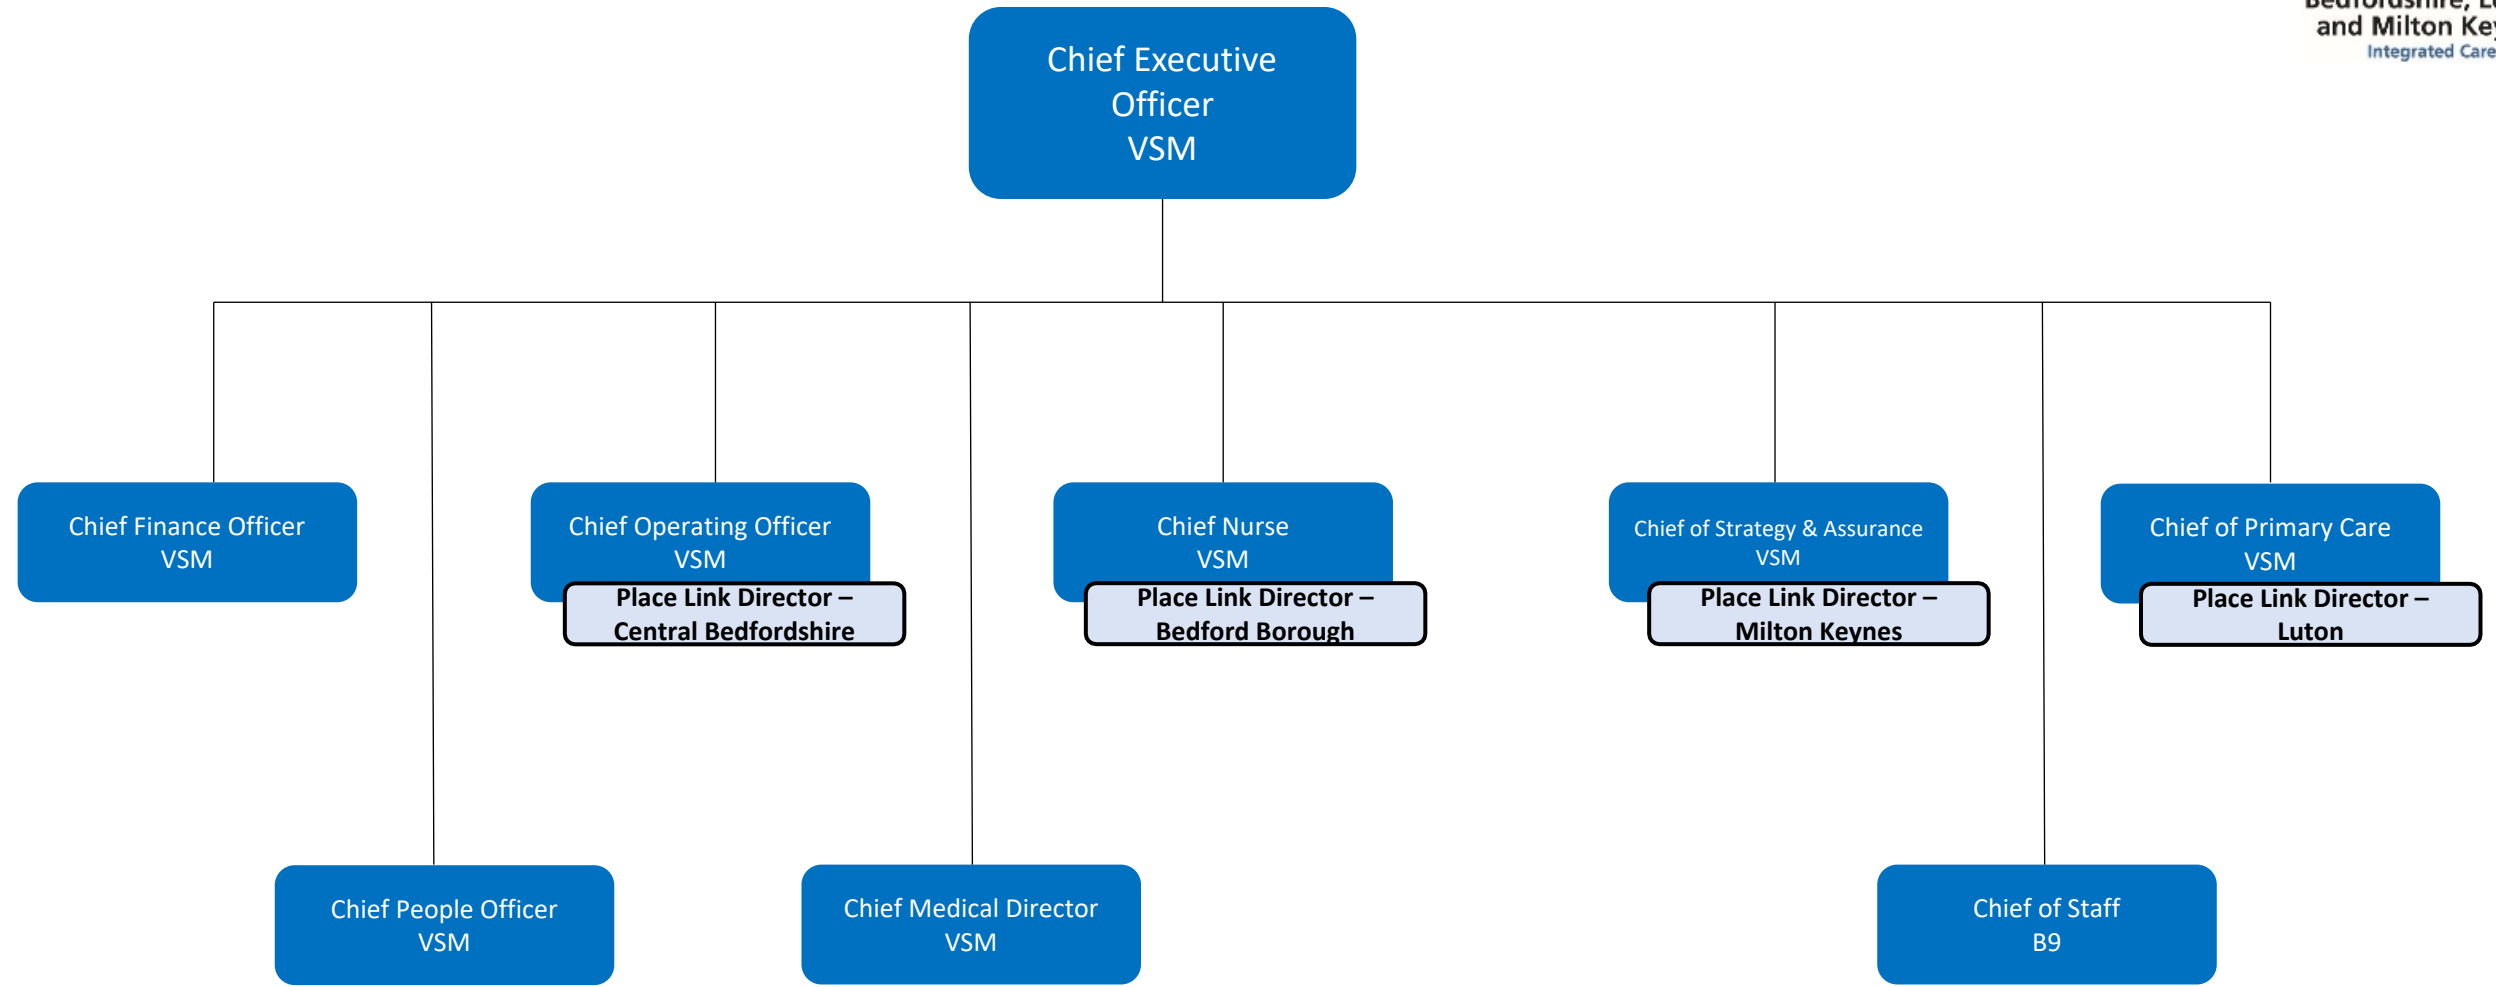 and Milton
Integrated Care
Chief Executive
Officer
VSM
Chief Finance Officer
VSM
Chief Operating Officer
VSM
Place Link Director –
Central Bedfordshire
Chief Nurse
VSM
Place Link Director –
Bedford Borough
Chief of Strategy & Assurance
VSM
Place Link Director –
Milton Keynes
Chief of Primary Care
VSM
Place Link Director –
Luton
Chief People Officer
VSM
Chief Medical Director
VSM
Chief of Staff
B9